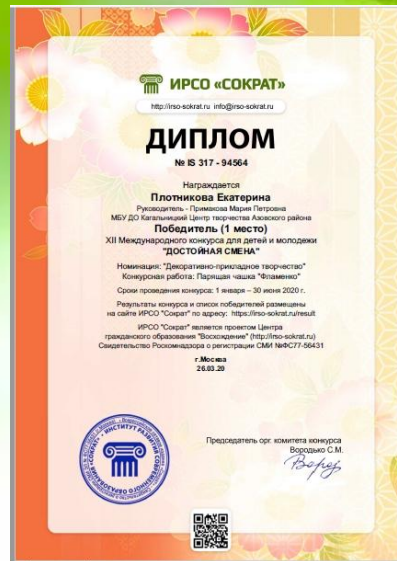 ИРСО «СОКРАТ»
http://irso-sokrat.ru info@irso-sokrat.ru
ДИПЛОМ
№ IS 317 - 94564
Награждается
Плотникова Екатерина
Руководитель - Примакова Мария Петровна
МБУ ДО Кагальницкий Центр творчества Азовского района
Победитель (1 место)
XII Международного конкурса для детей и молодежи
"ДОСТОЙНАЯ СМЕНА"
Номинация: "Декоративно-прикладное творчество"
Конкурсная работа: Парящая чашка "Фламенко"
Сроки проведения конкурса: 1 января – 30 июня 2020 г.
Результаты конкурса и список победителей размещены
на сайте ИРСО "Сократ" по адресу: https://irso-sokrat.ru/result
ИРСО "Сократ" является проектом Центра
гражданского образования "Восхождение" (http://irso-sokrat.ru)
Свидетельство Роскомнадзора о регистрации СМИ №ФС77-56431
г.Москва
26.03.20
Председатель орг. комитета конкурса
Вородько С.М.
"СОКРАТ" - ИНСТИТУТ РАЗВИТИЯ СОВРЕМЕННОГО ОБРАЗОВАНИЯ